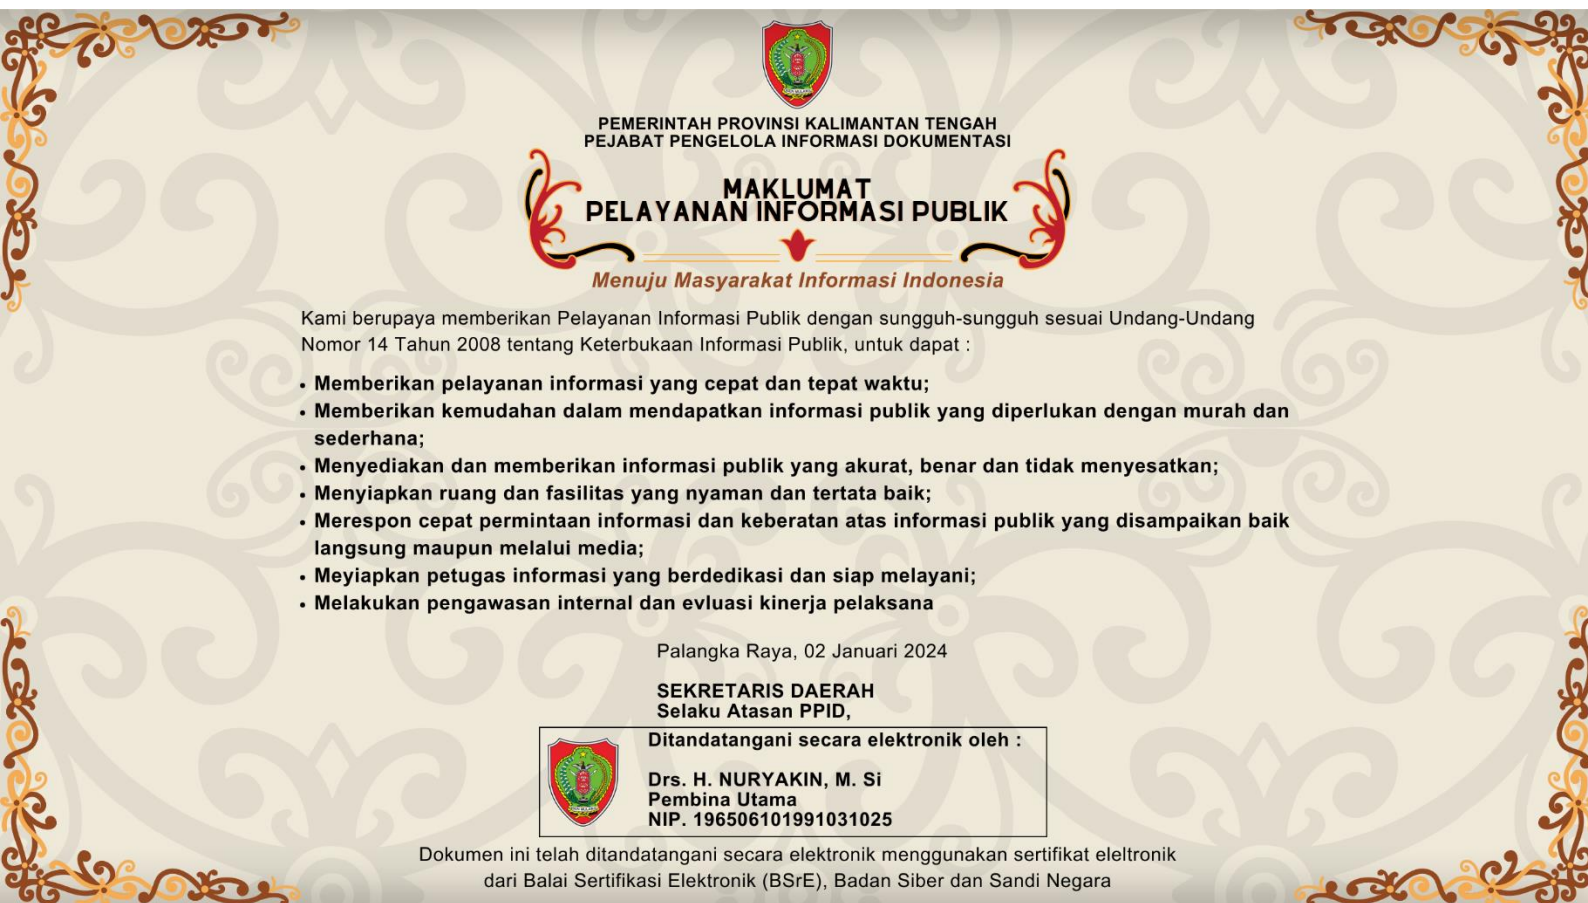 PEMERINTAH PROVINSI KALIMANTAN TENGAH
PEJABAT PENGELOLA INFORMASI DOKUMENTASI
MAKLUMAT
PELAYANAN INFORMASI PUBLIK
Menuju Masyarakat Informasi Indonesia
Kami berupaya memberikan Pelayanan Informasi Publik dengan sungguh-sungguh sesuai Undang-Undang
Nomor 14 Tahun 2008 tentang Keterbukaan Informasi Publik, untuk dapat :
• Memberikan pelayanan informasi yang cepat dan tepat waktu;
• Memberikan kemudahan dalam mendapatkan informasi publik yang diperlukan dengan murah dan
sederhana;
• Menyediakan dan memberikan informasi publik yang akurat, benar dan tidak menyesatkan;
• Menyiapkan ruang dan fasilitas yang nyaman dan tertata baik;
• Merespon cepat permintaan informasi dan keberatan atas informasi publik yang disampaikan baik
langsung maupun melalui media;
• Meyiapkan petugas informasi yang berdedikasi dan siap melayani;
• Melakukan pengawasan internal dan evluasi kinerja pelaksana
Palangka Raya, 02 Januari 2024
SEKRETARIS DAERAH
Selaku Atasan PPID,
Ditandatangani secara elektronik oleh :
Drs. H. NURYAKIN, M. Si
Pembina Utama
NIP. 196506101991031025
Dokumen ini telah ditandatangani secara elektronik menggunakan sertifikat eleltronik
dari Balai Sertifikasi Elektronik (BSrE), Badan Siber dan Sandi Negara